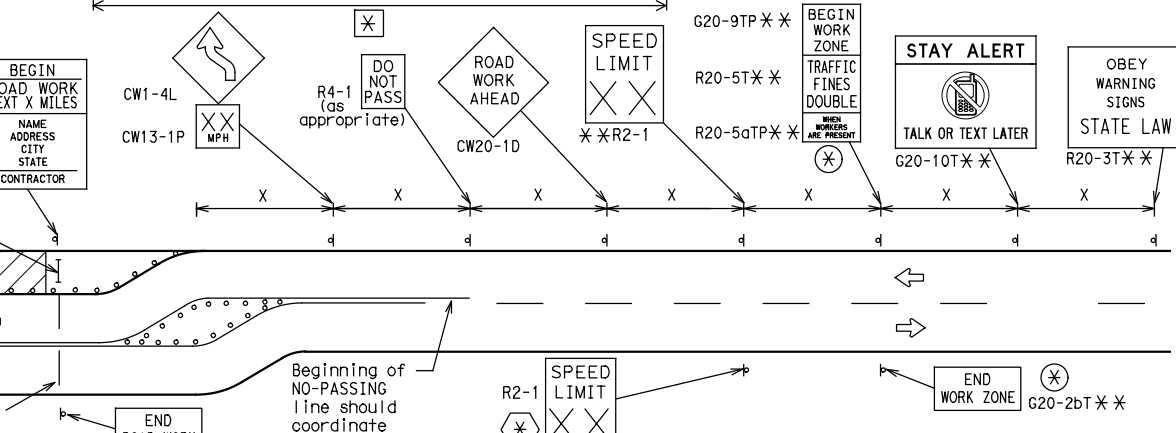 BEGIN
ROAD WORK
NEXT X MILES
NAME
ADDRESS
CITY
STATE
CONTRACTOR
CW1-4L
CW13-1P
XX
MPH
*
R4-1
(as
appropriate)
DO
NOT
PASS
ROAD
WORK
AHEAD
CW20-1D
SPEED
LIMIT
XX
**R2-1
G20-9TP**
R20-5T**
R20-5aTP**
BEGIN
WORK
ZONE
TRAFFIC
FINES
DOUBLE
WHEN
WORKERS
ARE PRESENT
*
STAY ALERT
TALK OR TEXT LATER
G20-10T**
OBEY
WARNING
SIGNS
STATE LAW
R20-3T**
X X X X X X X
Beginning of
NO-PASSING
line should
coordinate
R2-1
*
SPEED
LIMIT
XX
END
WORK ZONE
*
G20-2bT**
END
ROAD WORK